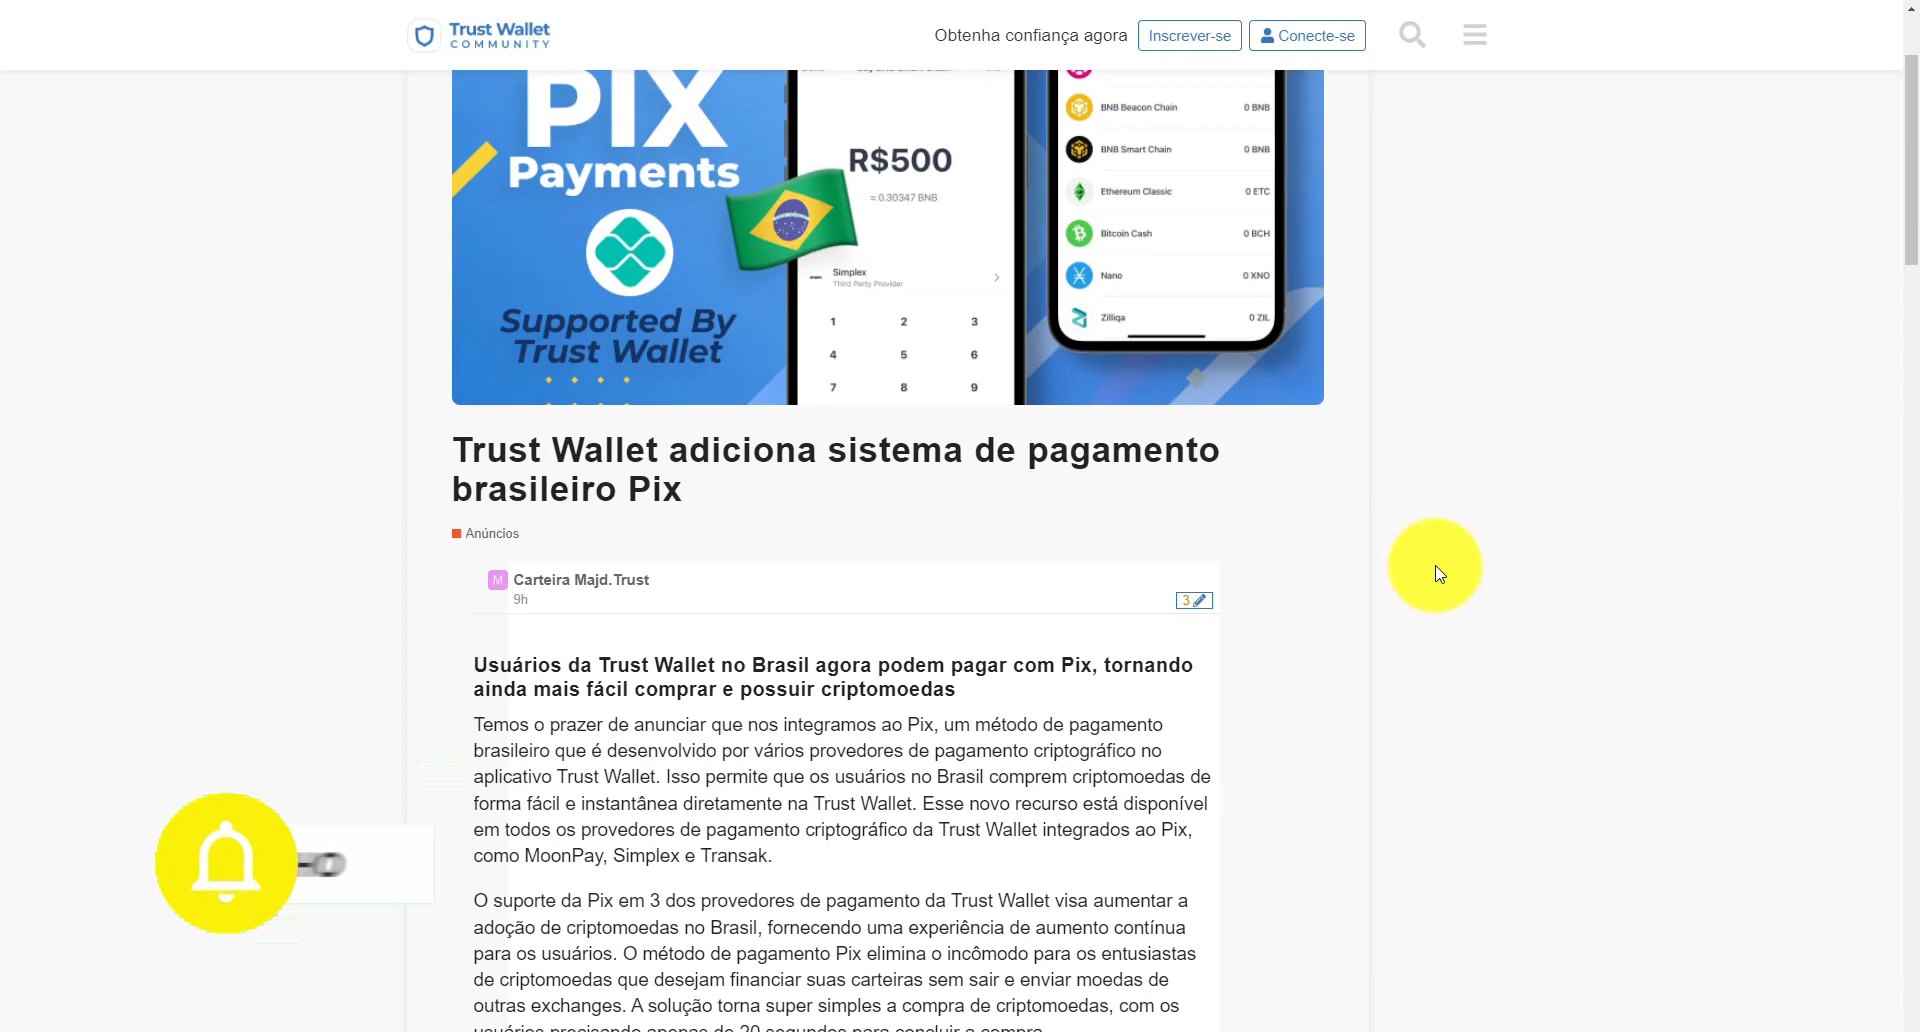 Trust Wallet
COMMUNITY
Obtenha confiança agora
Inscrever-se
Conecte-se
PIX
Payments
Supported By
Trust Wallet
R$500
≈ 0.30347 BNB
Simplex
Third Party Provider
1 2 3
4 5 6
7 8 9
BNB Beacon Chain 0 BNB
BNB Smart Chain 0 BNB
Ethereum Classic 0 ETC
Bitcoin Cash 0 BCH
Nano 0 XNO
Zilliqa 0 ZIL
Trust Wallet adiciona sistema de pagamento
brasileiro Pix
Anúncios
M Carteira Majd.Trust
9h
3
Usuários da Trust Wallet no Brasil agora podem pagar com Pix, tornando
ainda mais fácil comprar e possuir criptomoedas
Temos o prazer de anunciar que nos integramos ao Pix, um método de pagamento
brasileiro que é desenvolvido por vários provedores de pagamento criptográfico no
aplicativo Trust Wallet. Isso permite que os usuários no Brasil comprem criptomoedas de
forma fácil e instantânea diretamente na Trust Wallet. Esse novo recurso está disponível
em todos os provedores de pagamento criptográfico da Trust Wallet integrados ao Pix,
como MoonPay, Simplex e Transak.
O suporte da Pix em 3 dos provedores de pagamento da Trust Wallet visa aumentar a
adoção de criptomoedas no Brasil, fornecendo uma experiência de aumento contínua
para os usuários. O método de pagamento Pix elimina o incômodo para os entusiastas
de criptomoedas que desejam financiar suas carteiras sem sair e enviar moedas de
outras exchanges. A solução torna super simples a compra de criptomoedas, com os
usuários precisando apenas de 20 segundos para concluir a compra.